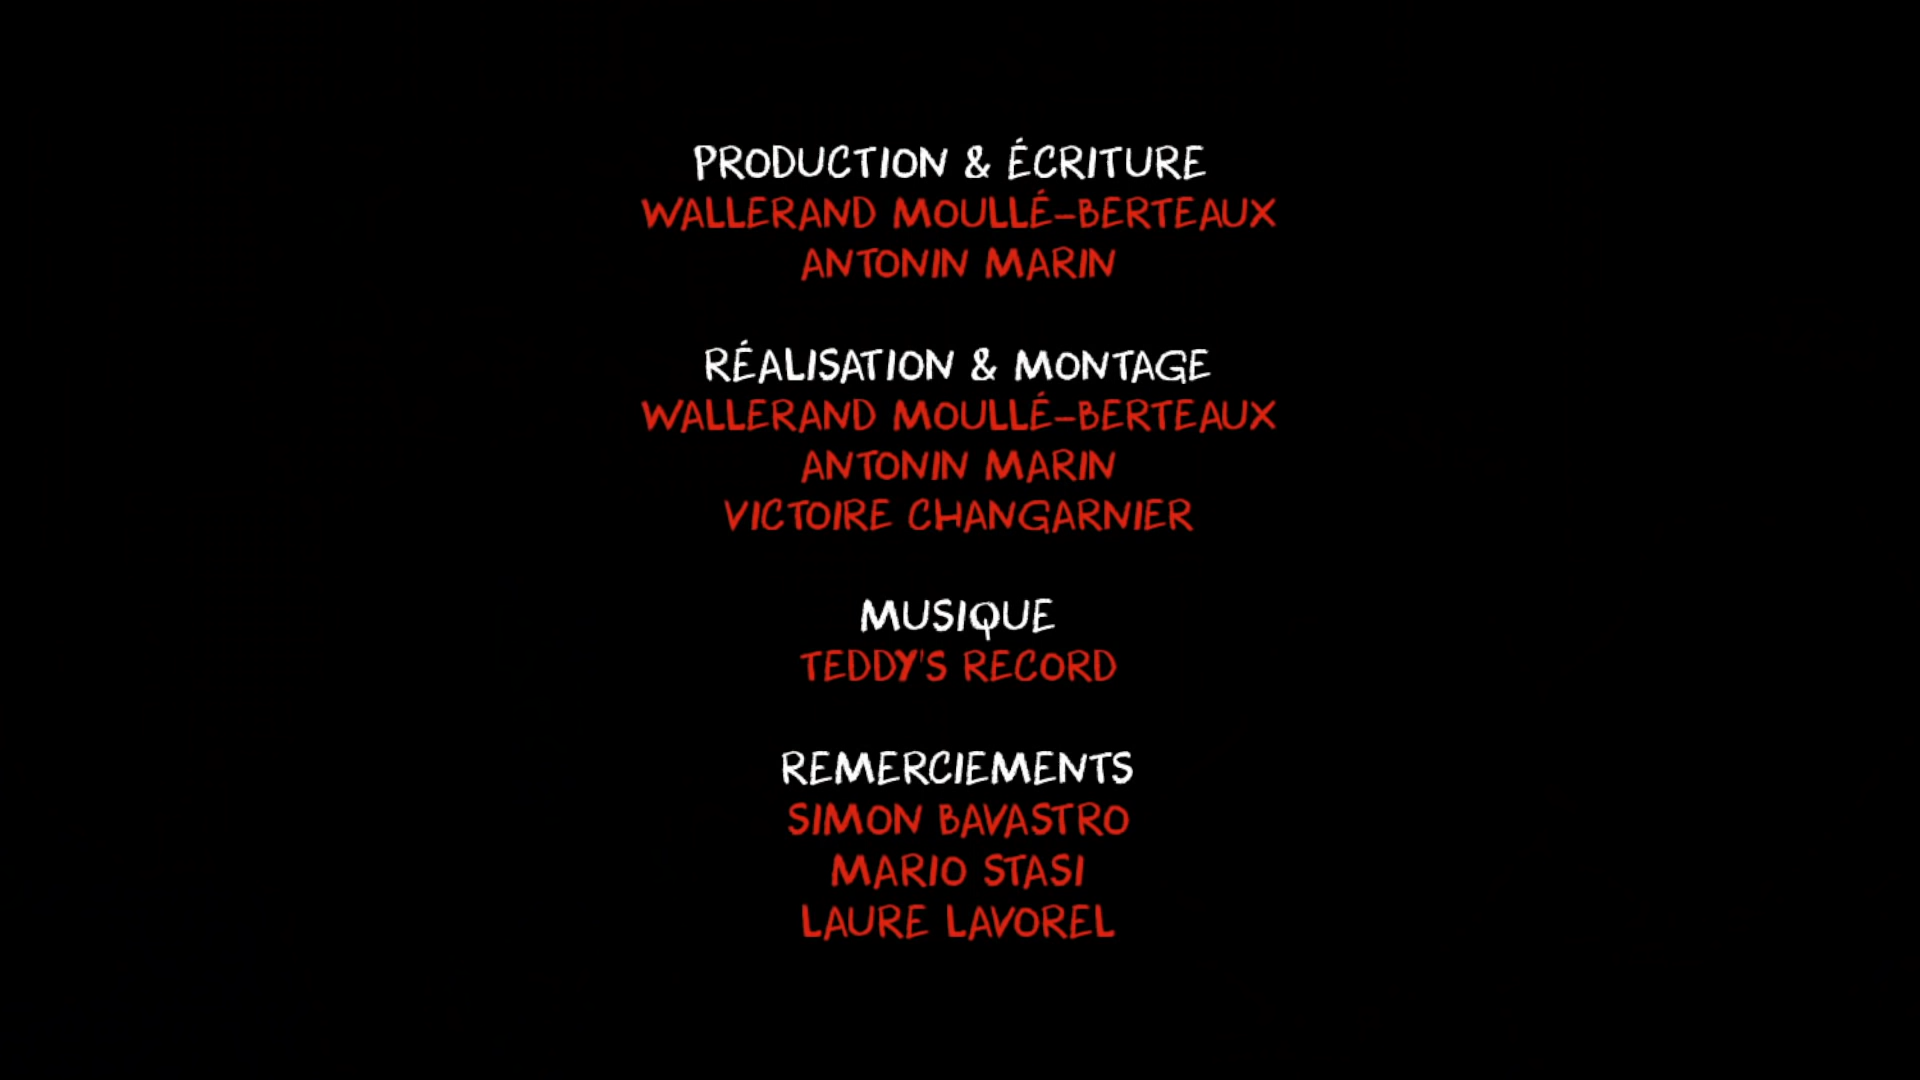 PRODUCTION & ÉCRITURE
WALLERAND MOULLÉ-BERTEAUX
ANTONIN MARIN
RÉALISATION & MONTAGE
WALLERAND MOULLÉ-BERTEAUX
ANTONIN MARIN
VICTOIRE CHANGARNIER
MUSIQUE
TEDDY'S RECORD
REMERCIEMENTS
SIMON BAVASTRO
MARIO STASI
LAURE LAVOREL